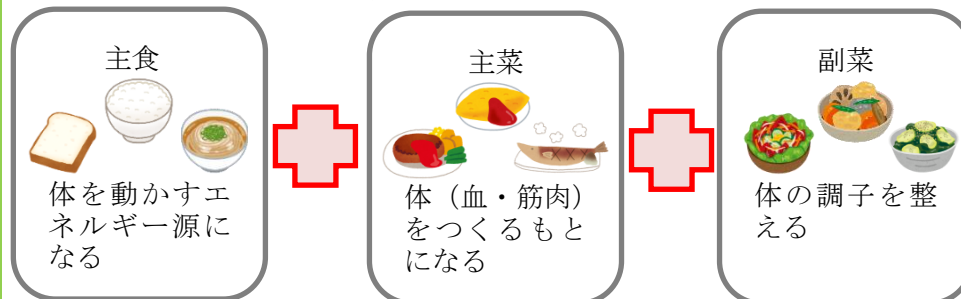 主食
体を動かすエ
ネルギー源に
なる
主菜
体（血・筋肉）
をつくるもと
になる
副菜
体の調子を整
える